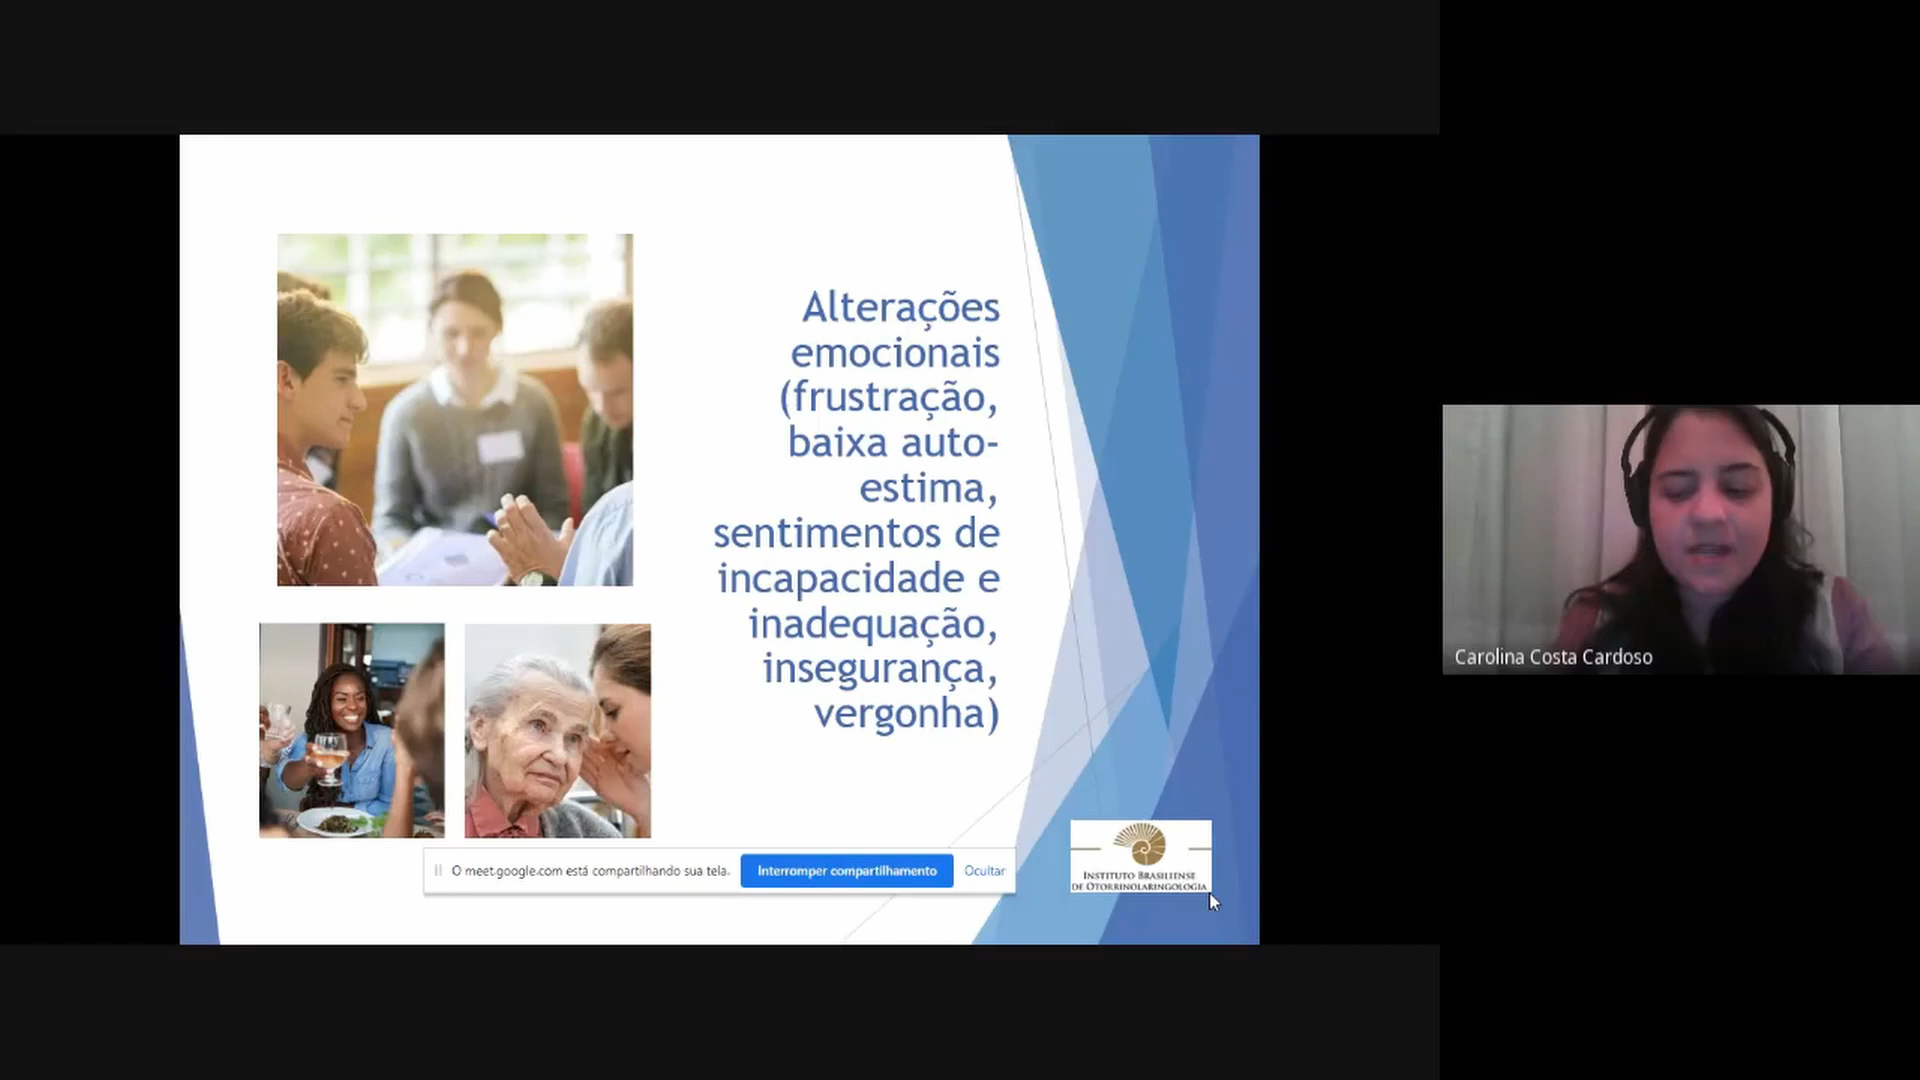 Alterações
emocionais
(frustração,
baixa auto-
estima,
sentimentos de
incapacidade e
inadequação,
insegurança,
vergonha)
O meet.google.com está compartilhando sua tela.
Interromper compartilhamento
Ocultar
INSTITUTO BRASILIENSE
DE OTORRINOLARINGOLOGIA
Carolina Costa Cardoso